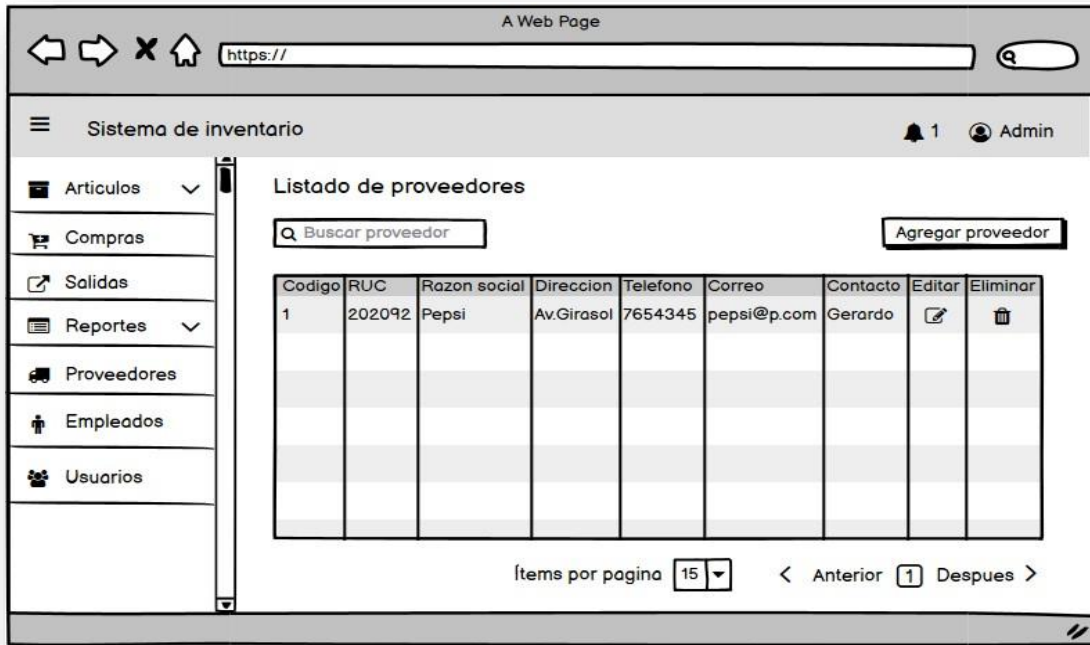 A Web Page
https://
Sistema de inventario
1 Admin
Articulos
Compras
Salidas
Reportes
Proveedores
Empleados
Usuarios
Listado de proveedores
Buscar proveedor
Agregar proveedor
Codigo RUC Razon social Direccion Telefono Correo Contacto Editar Eliminar
1 202092 Pepsi Av.Girasol 7654345 pepsi@p.com Gerardo
Ítems por pagina 15 < Anterior 1 Despues >